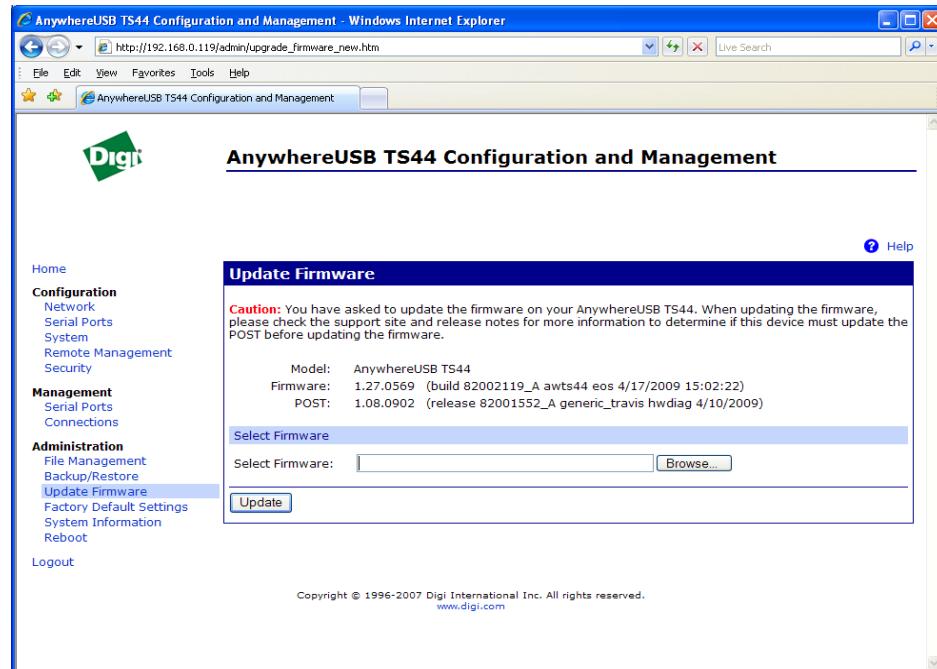 AnywhereUSB TS44 Configuration and Management - Windows Internet Explorer
http://192.168.0.119/admin/upgrade_firmware_new.htm
Live Search
File Edit View Favorites Tools Help
AnywhereUSB TS44 Configuration and Management
Digi
AnywhereUSB TS44 Configuration and Management
? Help
Home
Configuration
Network
Serial Ports
System
Remote Management
Security
Management
Serial Ports
Connections
Administration
File Management
Backup/Restore
Update Firmware
Factory Default Settings
System Information
Reboot
Logout
Update Firmware
Caution: You have asked to update the firmware on your AnywhereUSB TS44. When updating the firmware,
please check the support site and release notes for more information to determine if this device must update the
POST before updating the firmware.
Model: AnywhereUSB TS44
Firmware: 1.27.0569 (build 82002119_A awts44 eos 4/17/2009 15:02:22)
POST: 1.08.0902 (release 82001552_A generic_travis hwdiag 4/10/2009)
Select Firmware
Select Firmware: Browse...
Update
Copyright © 1996-2007 Digi International Inc. All rights reserved.
www.digi.com